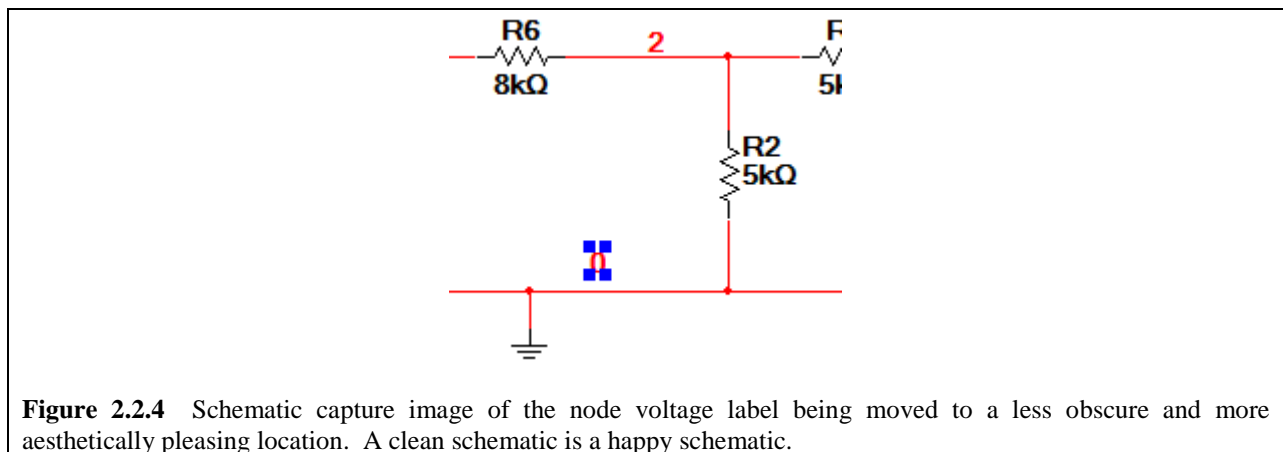 R6
2
R
8kΩ
5k
R2
5kΩ
0
Figure 2.2.4 Schematic capture image of the node voltage label being moved to a less obscure and more
aesthetically pleasing location. A clean schematic is a happy schematic.